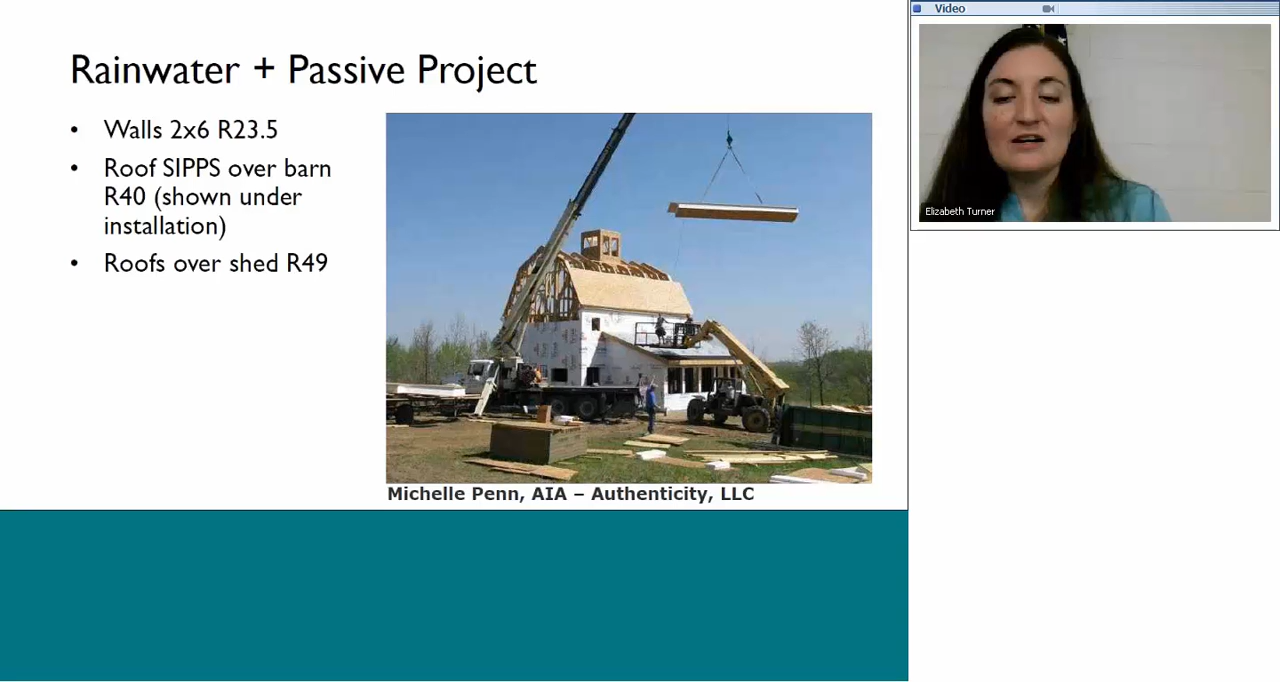 Video
Rainwater + Passive Project
• Walls 2x6 R23.5
• Roof SIPPS over barn
R40 (shown under
installation)
• Roofs over shed R49
Elizabeth Turner
Michelle Penn, AIA – Authenticity, LLC